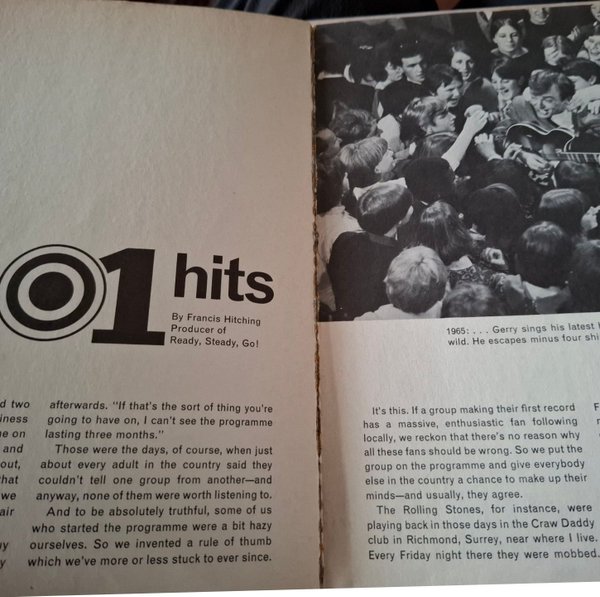 01 hits
By Francis Hitching
Producer of
Ready, Steady, Go!
two
iness
e on
and
out,
that
we
air
afterwards. "If that's the sort of thing you're
going to have on, I can't see the programme
lasting three months."
Those were the days, of course, when just
about every adult in the country said they
couldn't tell one group from another—and
anyway, none of them were worth listening to.
And to be absolutely truthful, some of us
who started the programme were a bit hazy
ourselves. So we invented a rule of thumb
which we've more or less stuck to ever since.
1965: . . . Gerry sings his latest
wild. He escapes minus four
It's this. If a group making their first record
has a massive, enthusiastic fan following
locally, we reckon that there's no reason why
all these fans should be wrong. So we put the
group on the programme and give everybody
else in the country a chance to make up their
minds—and usually, they agree.
The Rolling Stones, for instance, were
playing back in those days in the Craw Daddy
club in Richmond, Surrey, near where I live.
Every Friday night there they were mobbed.